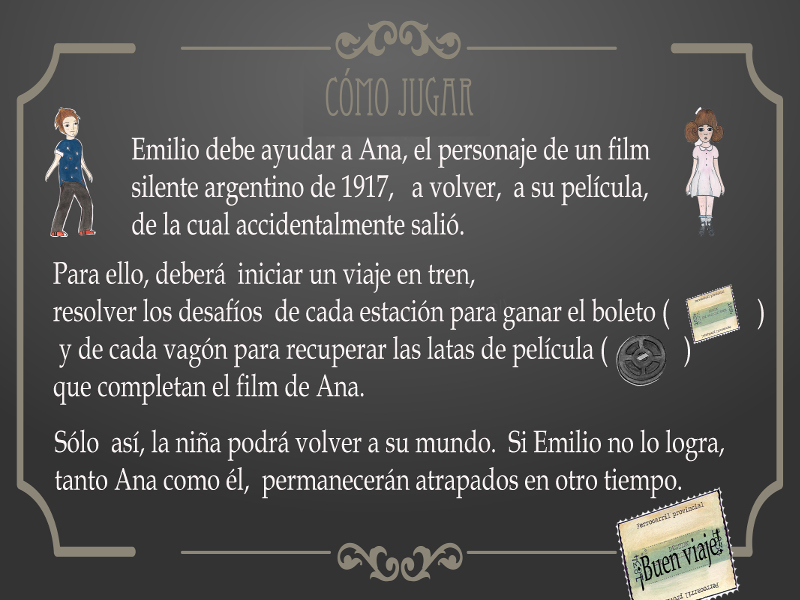 CÓMO JUGAR
Emilio debe ayudar a Ana, el personaje de un film
silente argentino de 1917, a volver, a su película,
de la cual accidentalmente salió.
Para ello, deberá iniciar un viaje en tren,
resolver los desafíos de cada estación para ganar el boleto ( )
y de cada vagón para recuperar las latas de película ( )
que completan el film de Ana.
Sólo así, la niña podrá volver a su mundo. Si Emilio no lo logra,
tanto Ana como él, permanecerán atrapados en otro tiempo.
Ferrocarril provincial
¡Buen viaje!